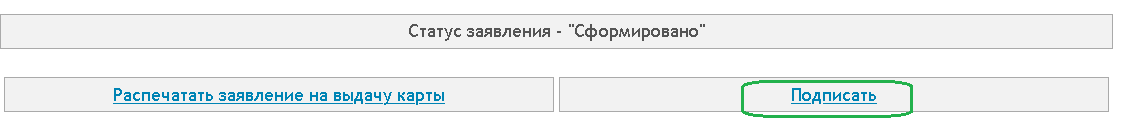 Статус заявления - "Сформировано"
Распечатать заявление на выдачу карты
Подписать